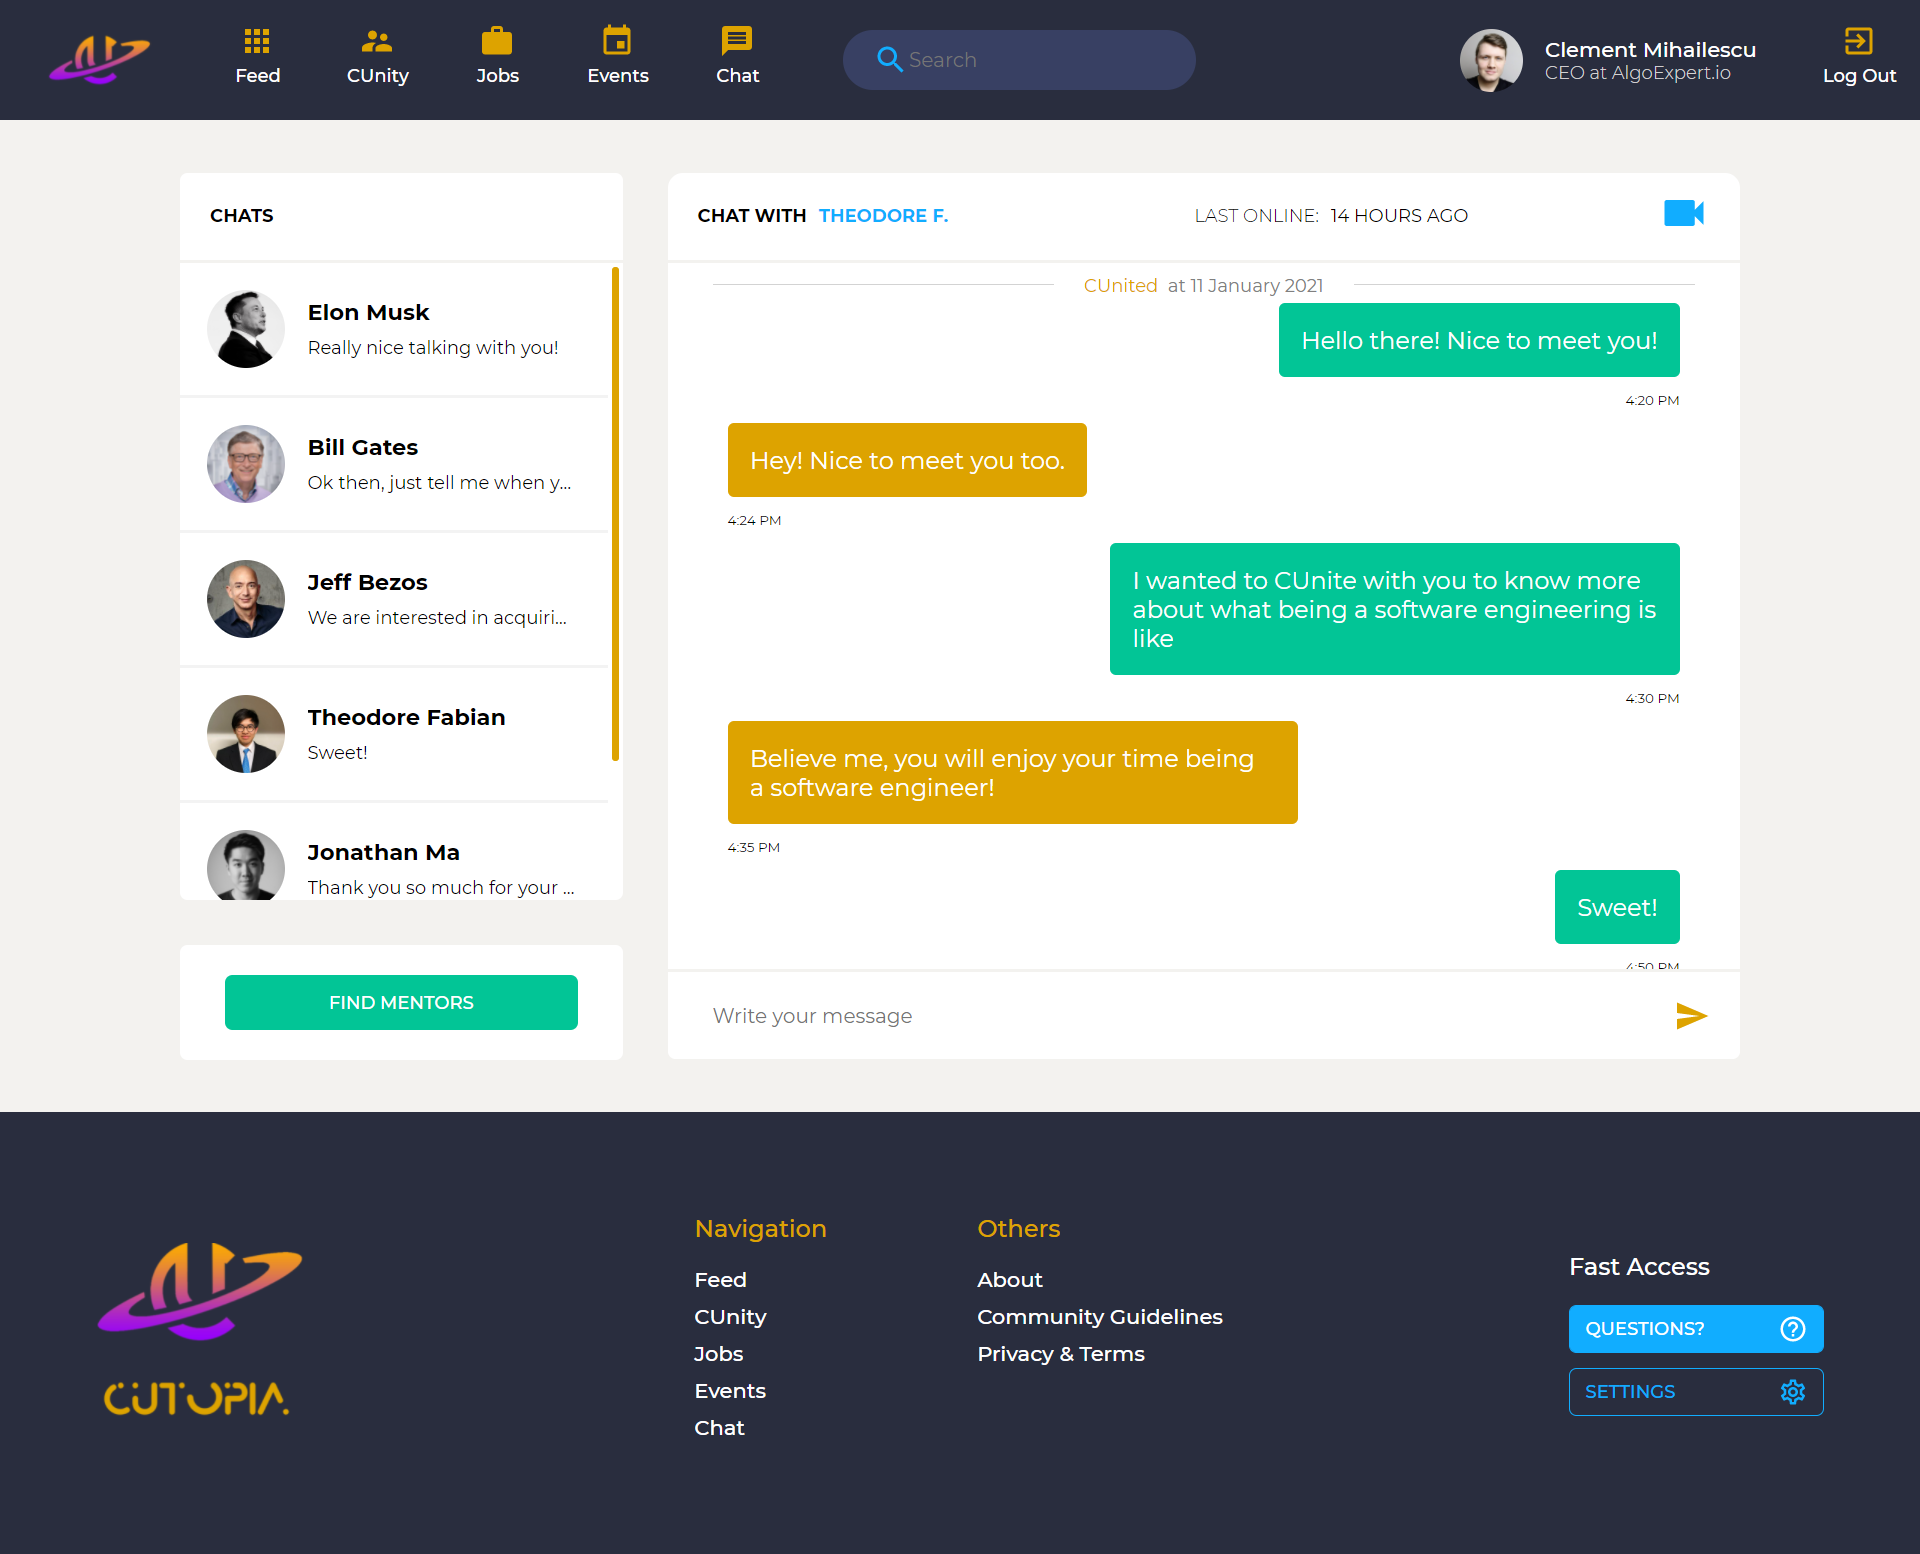 Feed
CUnity
Jobs
Events
Chat
Search
Clement Mihailescu
CEO at AlgoExpert.io
Log Out
CHATS
Elon Musk
Really nice talking with you!
Bill Gates
Ok then, just tell me when y...
Jeff Bezos
We are interested in acquiri...
Theodore Fabian
Sweet!
Jonathan Ma
Thank you so much for your ...
FIND MENTORS
CHAT WITH THEODORE F.
LAST ONLINE: 14 HOURS AGO
CUnited at 11 January 2021
Hello there! Nice to meet you!
4:20 PM
Hey! Nice to meet you too.
4:24 PM
I wanted to CUnite with you to know more
about what being a software engineering is
like
4:30 PM
Believe me, you will enjoy your time being
a software engineer!
4:35 PM
Sweet!
4:50 PM
Write your message
CUTOPIA.
Navigation
Feed
CUnity
Jobs
Events
Chat
Others
About
Community Guidelines
Privacy & Terms
Fast Access
QUESTIONS?
SETTINGS